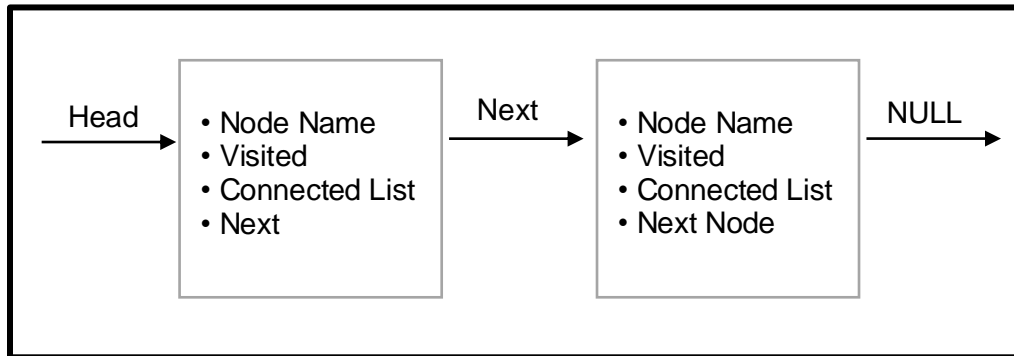 Head
• Node Name
• Visited
• Connected List
• Next
Next
• Node Name
• Visited
• Connected List
• Next Node
NULL